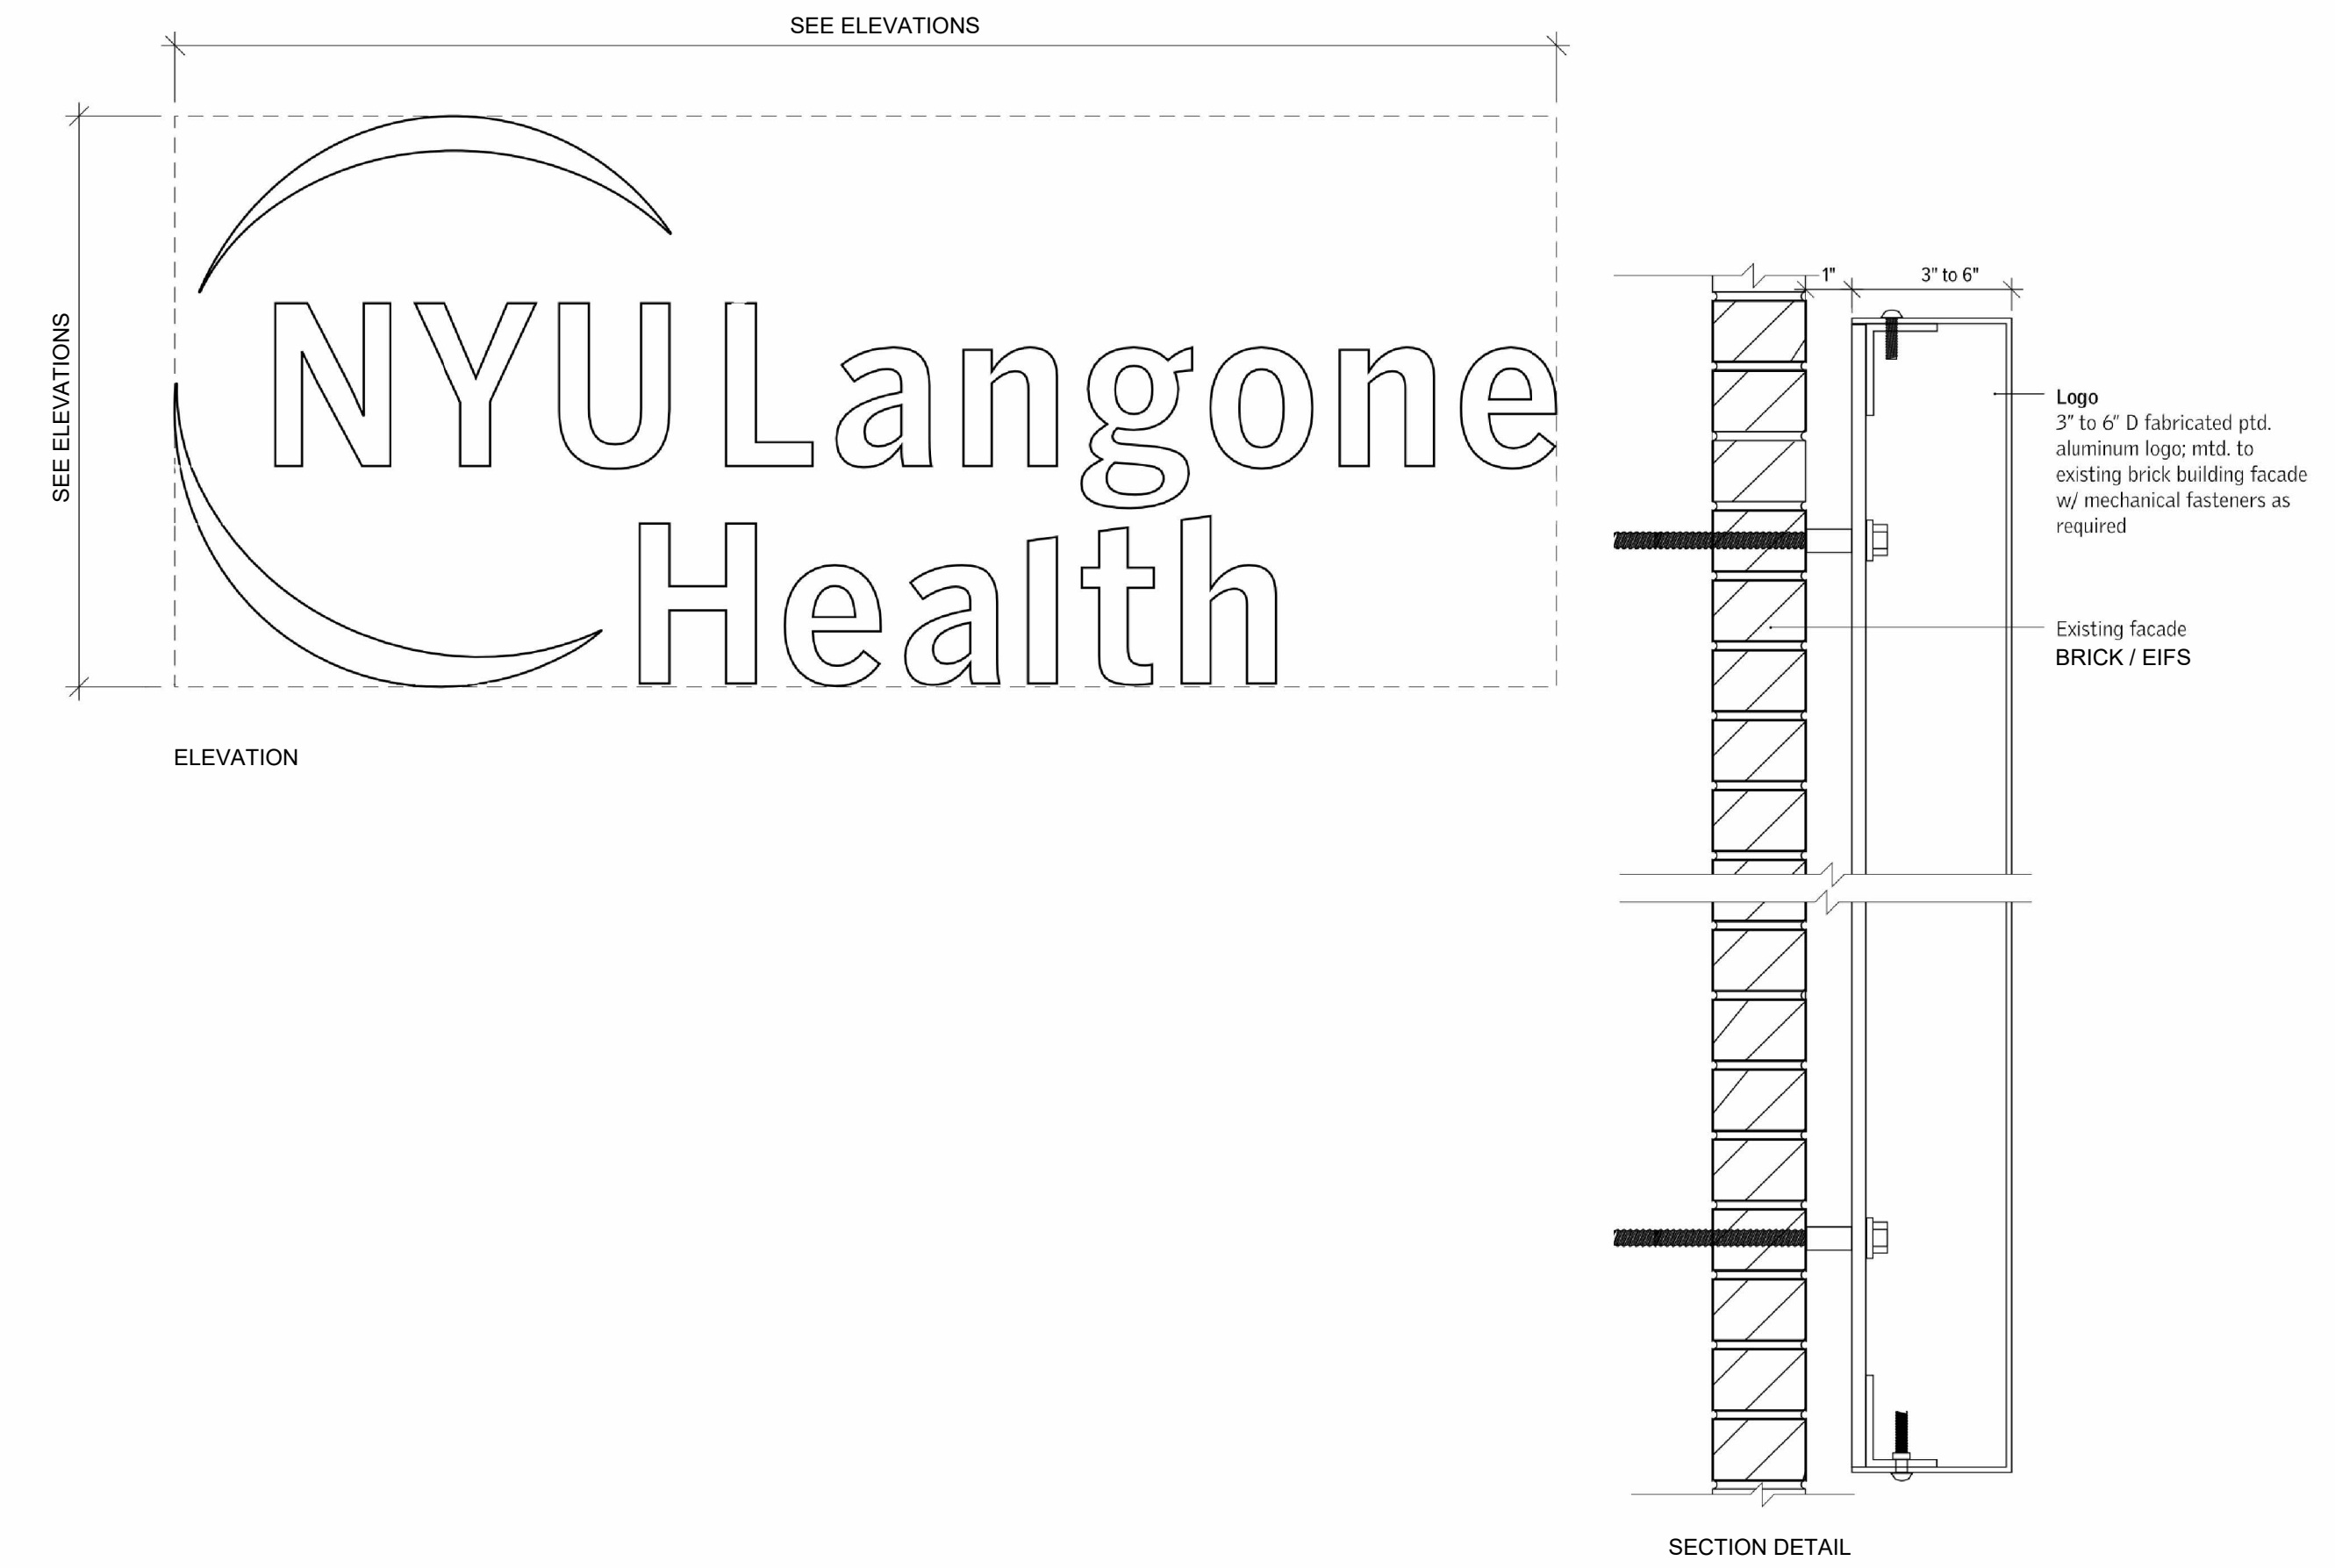 SEE ELEVATIONS
SEE ELEVATIONS
NYU Langone
Health
ELEVATION
1" 3" to 6"
Logo
3" to 6" D fabricated ptd.
aluminum logo; mtd. to
existing brick building facade
w/ mechanical fasteners as
required
Existing facade
BRICK / EIFS
SECTION DETAIL